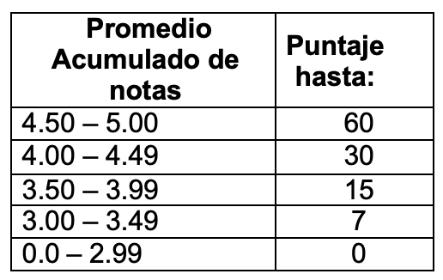 Promedio
Acumulado de
notas
Puntaje
hasta:
4.50 – 5.00 60
4.00 – 4.49 30
3.50 – 3.99 15
3.00 – 3.49 7
0.0 – 2.99 0